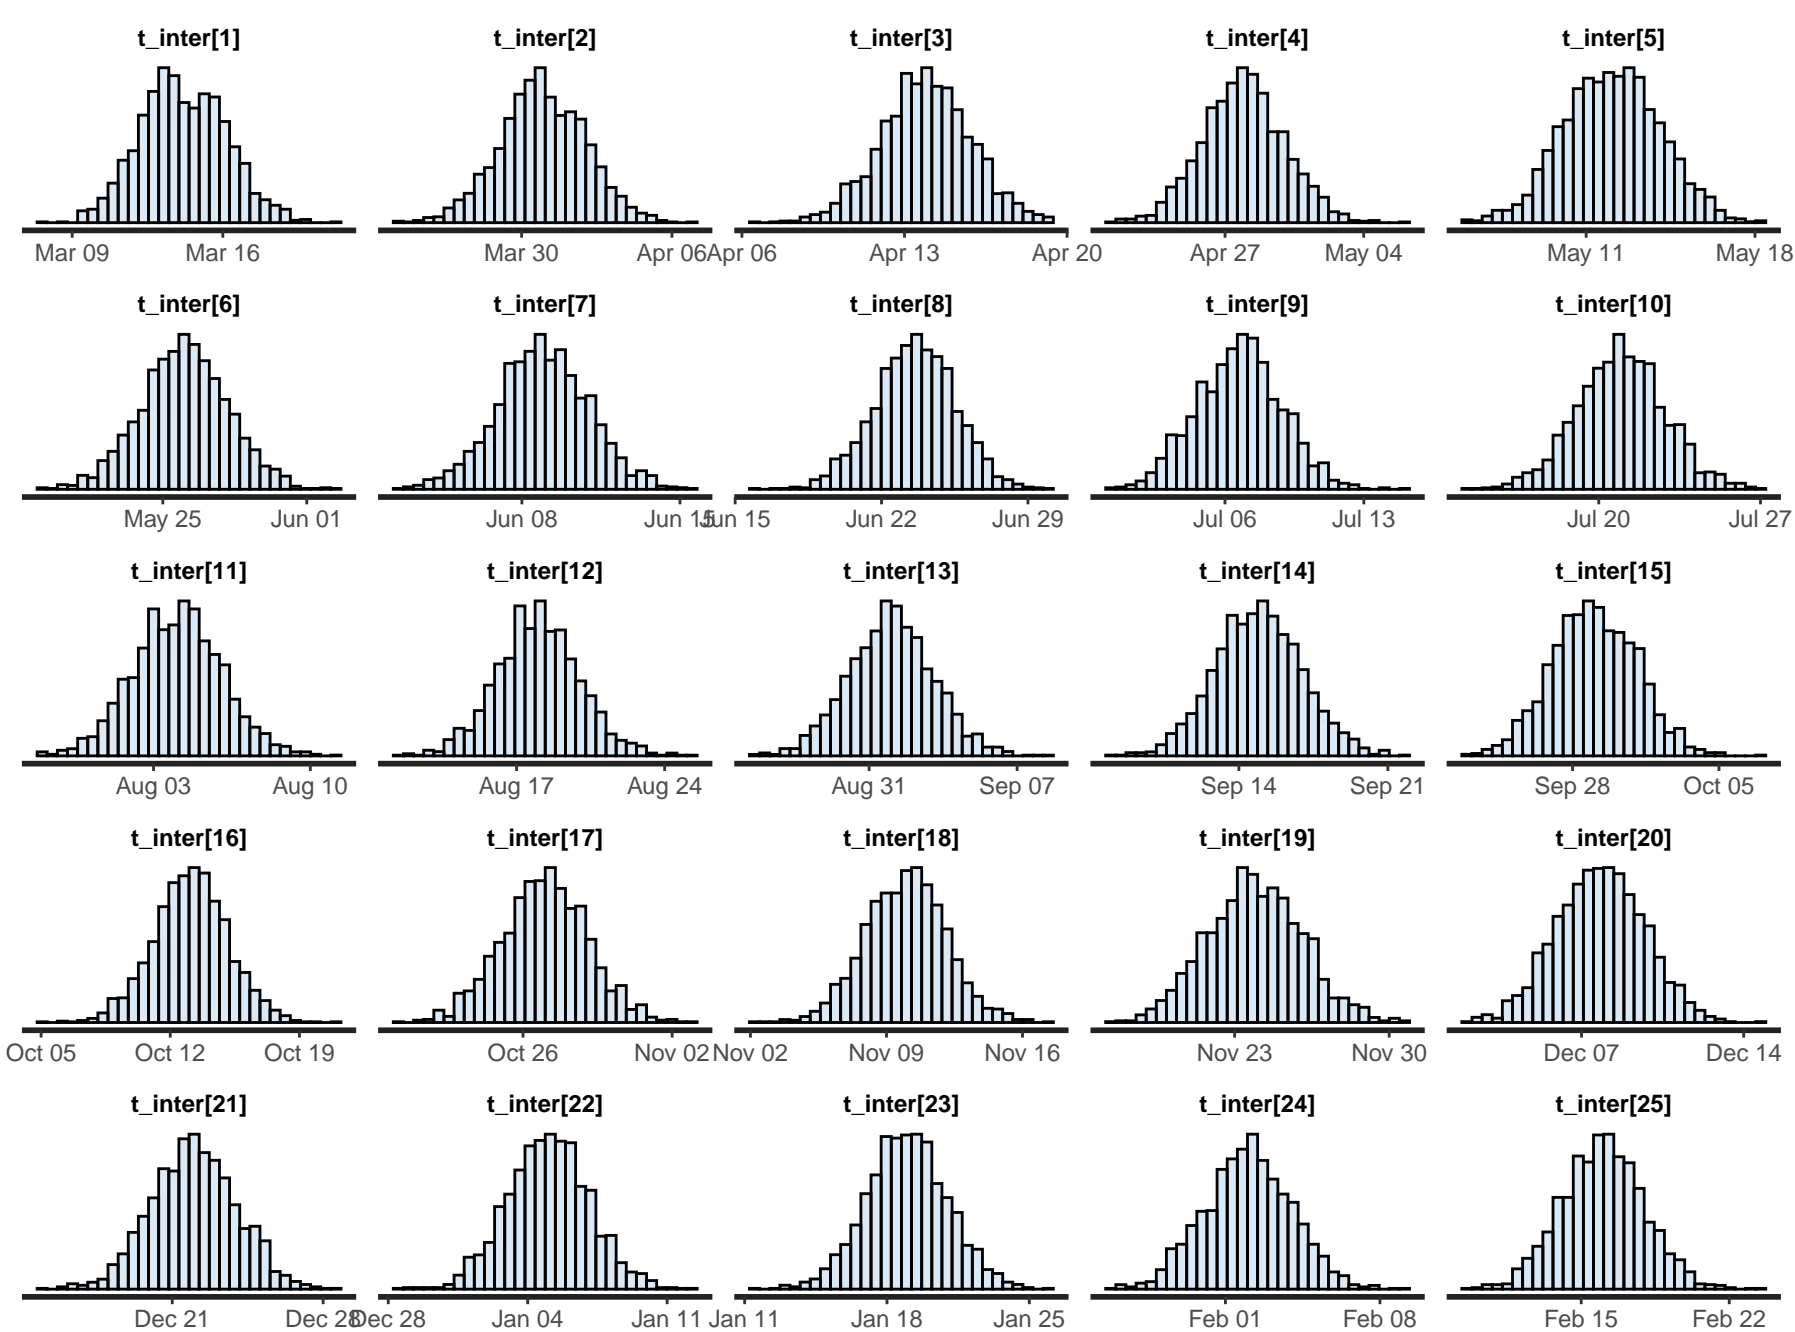 t_inter[1] t_inter[2] t_inter[3] t_inter[4] t_inter[5]
Mar 09 Mar 16 Mar 30 Apr 06 Apr 06 Apr 13 Apr 20 Apr 27 May 04 May 11 May 18
t_inter[6] t_inter[7] t_inter[8] t_inter[9] t_inter[10]
May 25 Jun 01 Jun 08 Jun 15 Jun 15 Jun 22 Jun 29 Jul 06 Jul 13 Jul 20 Jul 27
t_inter[11] t_inter[12] t_inter[13] t_inter[14] t_inter[15]
Aug 03 Aug 10 Aug 17 Aug 24 Aug 31 Sep 07 Sep 14 Sep 21 Sep 28 Oct 05
t_inter[16] t_inter[17] t_inter[18] t_inter[19] t_inter[20]
Oct 05 Oct 12 Oct 19 Oct 26 Nov 02 Nov 02 Nov 09 Nov 16 Nov 23 Nov 30 Dec 07 Dec 14
t_inter[21] t_inter[22] t_inter[23] t_inter[24] t_inter[25]
Dec 21 Dec 28 Dec 28 Jan 04 Jan 11 Jan 11 Jan 18 Jan 25 Feb 01 Feb 08 Feb 15 Feb 22